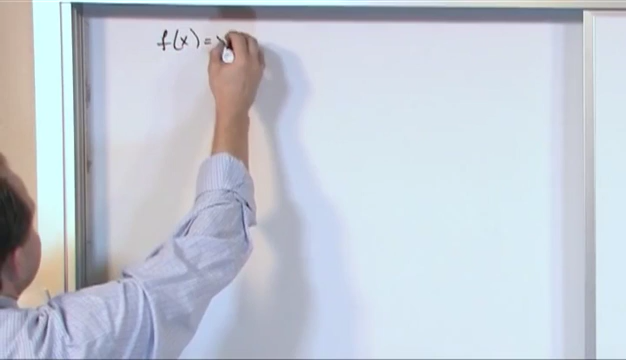 f(x) =